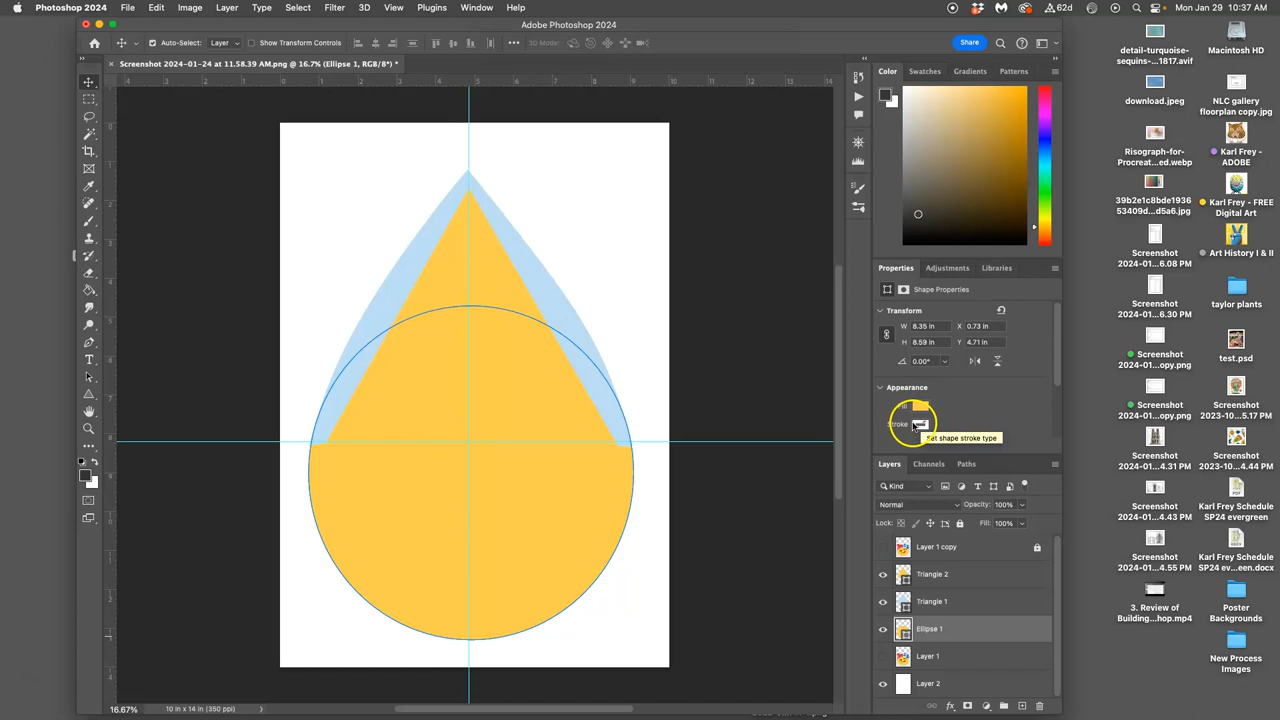 Photoshop 2024 File Edit Image Layer Type Select Filter 3D View Plugins Window Help
62d
Mon Jan 29 10:37 AM
Adobe Photoshop 2024
Auto-Select: Layer Show Transform Controls
3D Mode:
Share
Screenshot 2024-01-24 at 11.58.39 AM.png @ 16.7% (Ellipse 1, RGB/8*) *
Color Swatches Gradients Patterns
Properties Adjustments Libraries
Shape Properties
Transform
W 8.35 in X 0.73 in
H 8.59 in Y 4.71 in
0.00°
Appearance
Fill
Stroke
Set shape stroke type
Layers Channels Paths
Kind
Normal Opacity: 100%
Lock: Fill: 100%
Layer 1 copy
Triangle 2
Triangle 1
Ellipse 1
Layer 1
Layer 2
16.67% 10 in x 14 in (350 ppi)
detail-turquoise-
sequins-...1817.avif
download.jpeg
Risograph-for-
Procreat...ed.webp
39b2e1c8bde1936
53409d...d5a6.jpg
Screenshot
2024-01...6.08 PM
Screenshot
2024-01...6.30 PM
Screenshot
2024-01...opy.png
Screenshot
2024-01...opy.png
Screenshot
2024-01...4.31 PM
Screenshot
2024-01...4.43 PM
Screenshot
2024-01...4.55 PM
3. Review of
Building...hop.mp4
Macintosh HD
NLC gallery
floorplan copy.jpg
Karl Frey -
ADOBE
Karl Frey - FREE
Digital Art
Art History I & II
taylor plants
test.psd
Screenshot
2023-10...5.17 PM
Screenshot
2023-10...4.44 PM
Karl Frey Schedule
SP24 evergreen
Karl Frey Schedule
SP24 ev...een.docx
Poster
Backgrounds
New Process
Images